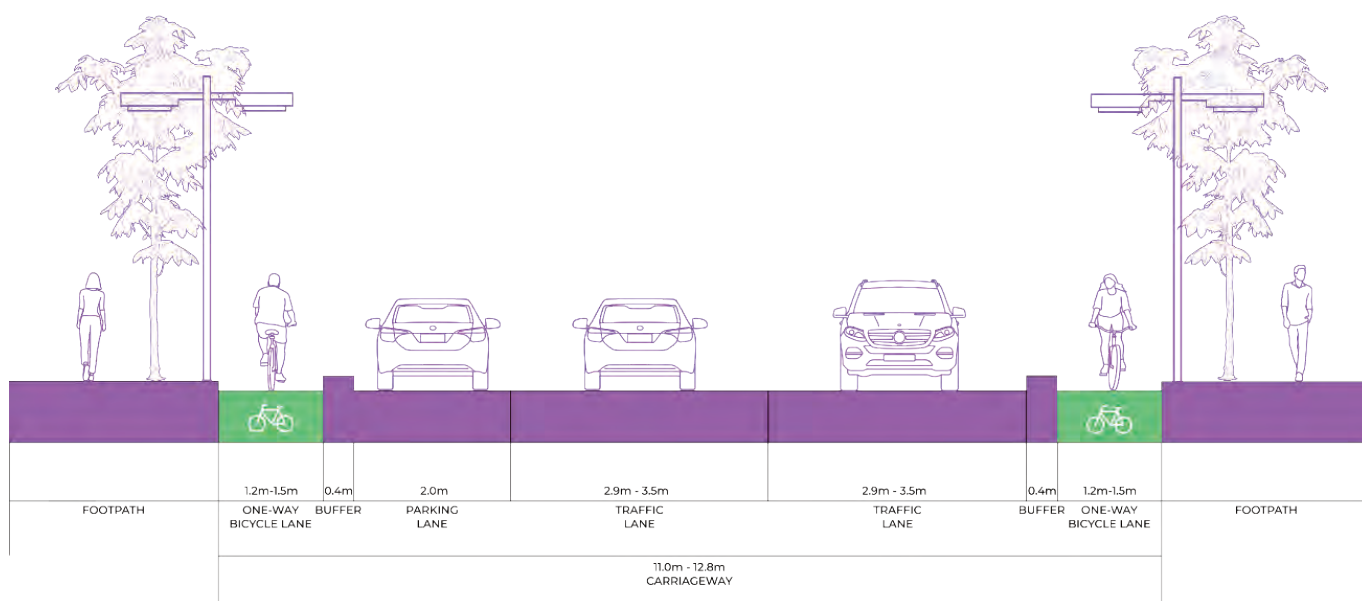 1.2m-1.5m 0.4m 2.0m 2.9m - 3.5m 2.9m - 3.5m 0.4m 1.2m-1.5m
FOOTPATH ONE-WAY BUFFER PARKING TRAFFIC TRAFFIC BUFFER ONE-WAY FOOTPATH
BICYCLE LANE LANE LANE LANE BICYCLE LANE
11.0m - 12.8m
CARRIAGEWAY